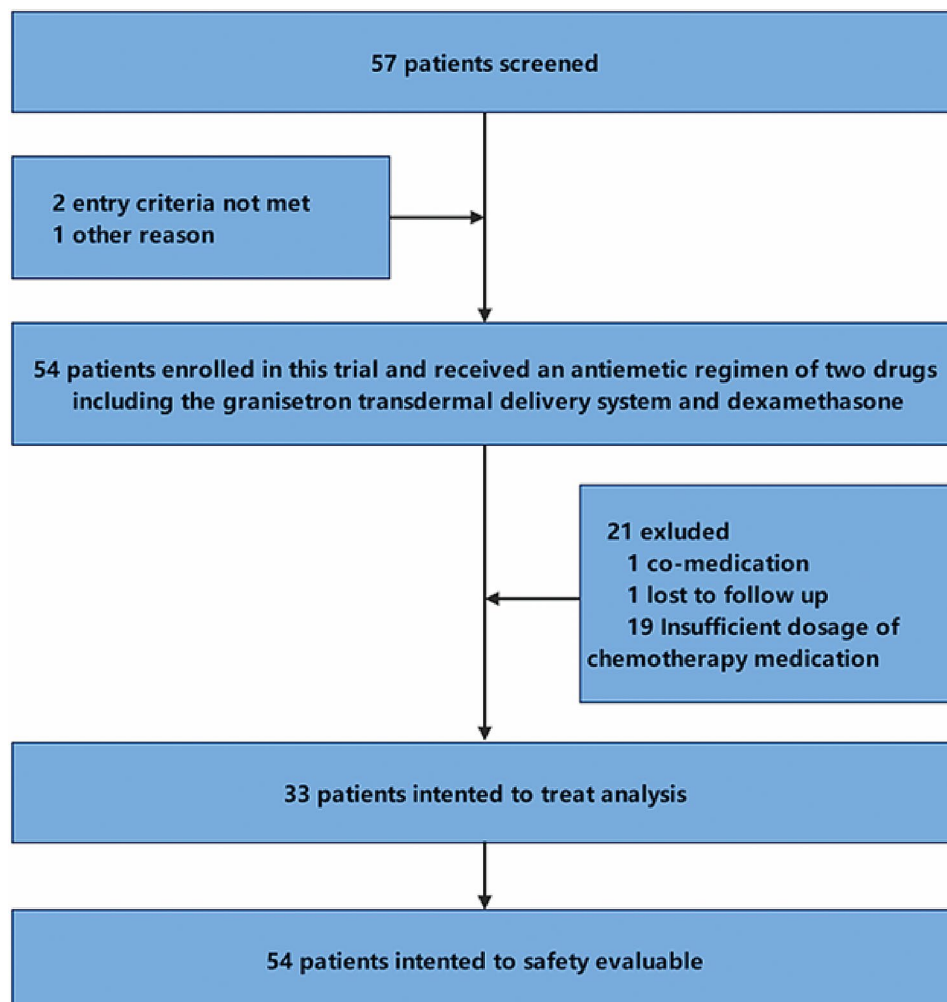 57 patients screened
2 entry criteria not met
1 other reason
54 patients enrolled in this trial and received an antiemetic regimen of two drugs
including the granisetron transdermal delivery system and dexamethasone
21 exluded
1 co-medication
1 lost to follow up
19 Insufficient dosage of
chemotherapy medication
33 patients intented to treat analysis
54 patients intented to safety evaluable